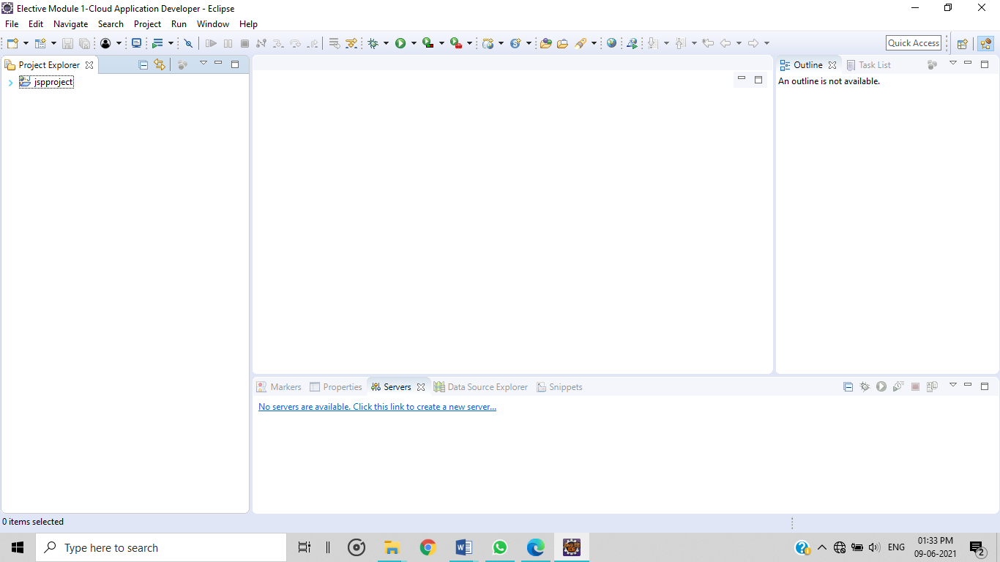 Elective Module 1-Cloud Application Developer - Eclipse
File Edit Navigate Search Project Run Window Help
Quick Access
Project Explorer
jspproject
Outline
Task List
An outline is not available.
Markers Properties Servers Data Source Explorer Snippets
No servers are available. Click this link to create a new server...
0 items selected
Type here to search
ENG
01:33 PM
09-06-2021
2